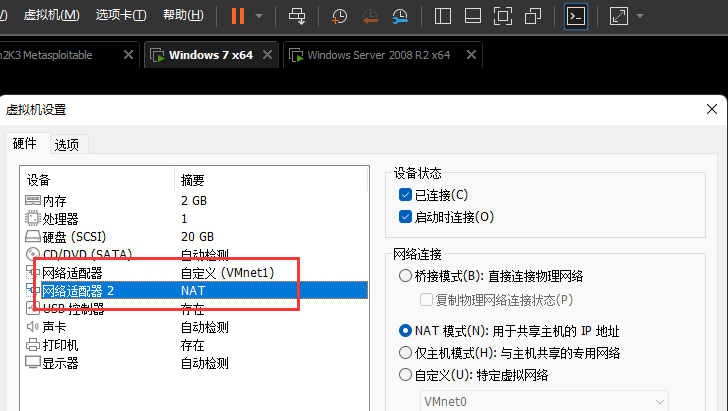 虚拟机(M) 选项卡(T) 帮助(H)
n2K3 Metasploitable Windows 7 x64 Windows Server 2008 R2 x64
虚拟机设置
硬件 选项
设备 摘要
内存 2 GB
处理器 1
硬盘 (SCSI) 20 GB
CD/DVD (SATA) 自动检测
网络适配器 自定义 (VMnet1)
网络适配器 2 NAT
USB 控制器 存在
声卡 自动检测
打印机 存在
显示器 自动检测
设备状态
已连接(C)
启动时连接(O)
网络连接
桥接模式(B): 直接连接物理网络
复制物理网络连接状态(P)
NAT 模式(N): 用于共享主机的 IP 地址
仅主机模式(H): 与主机共享的专用网络
自定义(U): 特定虚拟网络
VMnet0